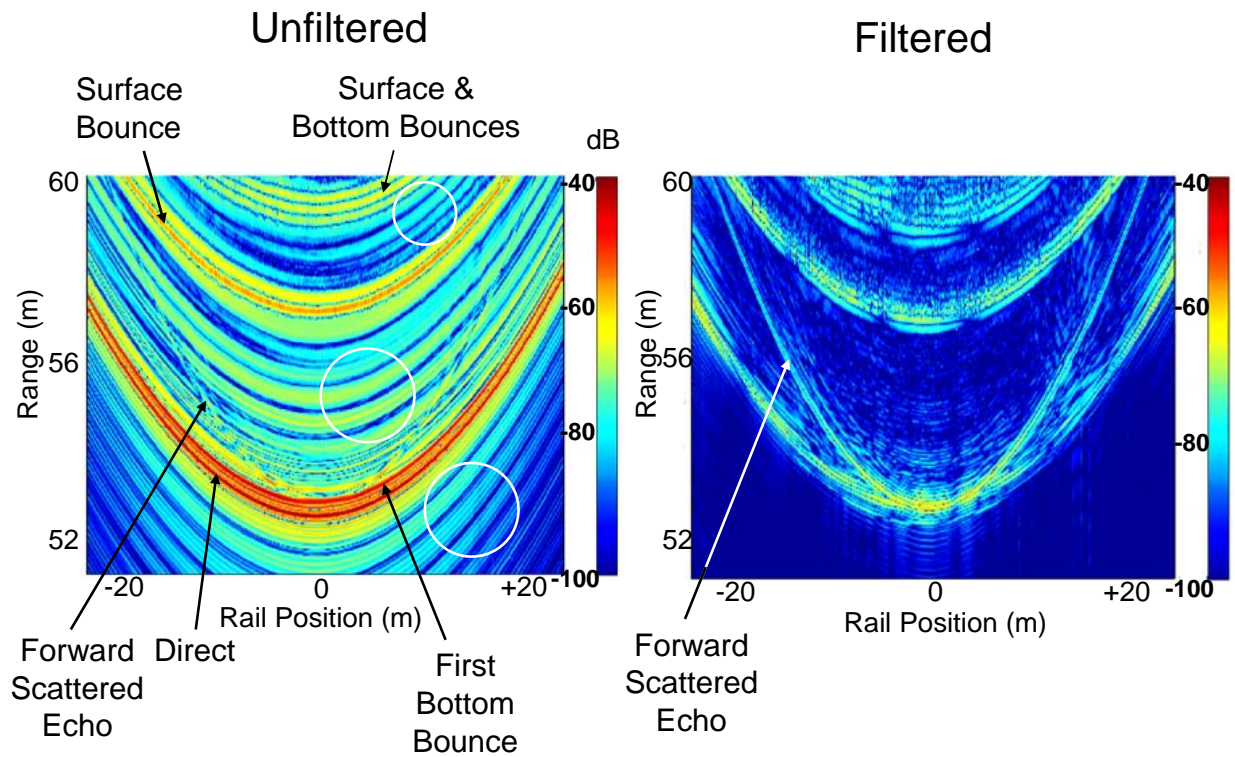 Unfiltered
Filtered
Surface
Bounce
Surface &
Bottom Bounces
dB
60
56
52
Range (m)
-20
0
+20
Rail Position (m)
-40
-60
-80
-100
Forward
Scattered
Echo
Direct
First
Bottom
Bounce
60
56
52
Range (m)
-20
0
+20
Rail Position (m)
-40
-60
-80
-100
Forward
Scattered
Echo